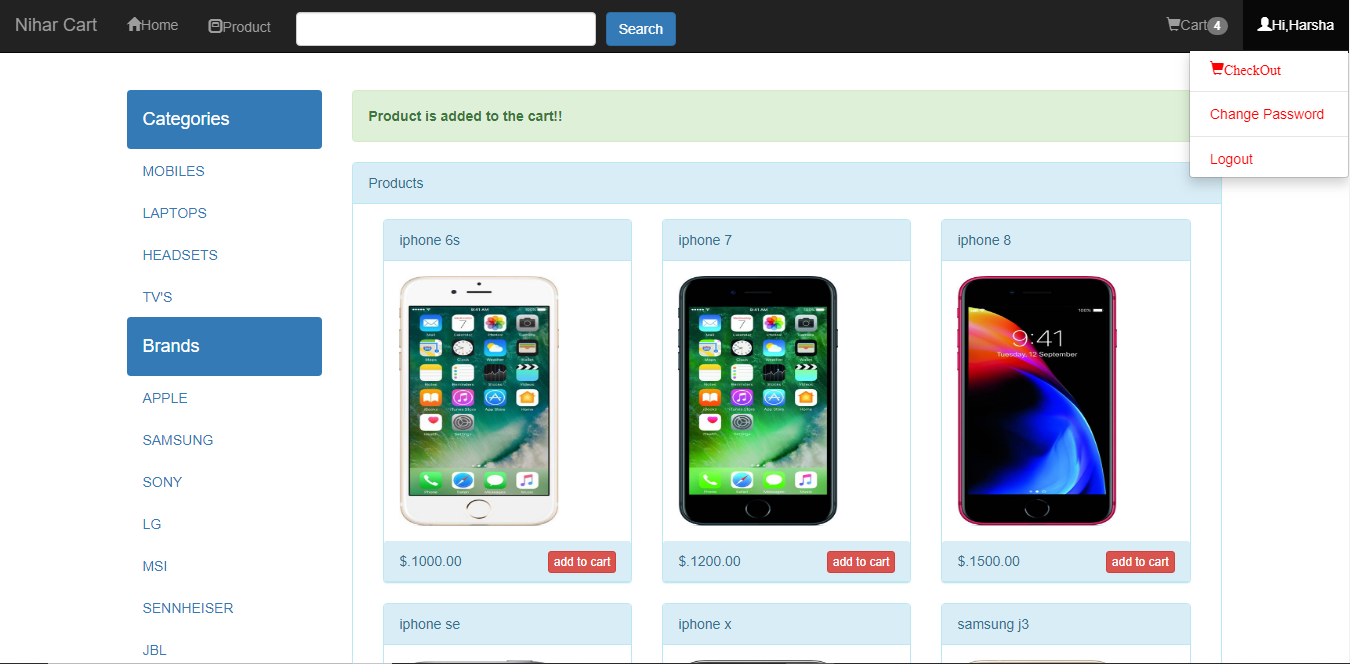 Nihar Cart Home Product Search Cart 4 Hi,Harsha
CheckOut
Change Password
Logout
Categories
MOBILES
LAPTOPS
HEADSETS
TV'S
Brands
APPLE
SAMSUNG
SONY
LG
MSI
SENNHEISER
JBL
Product is added to the cart!!
Products
iphone 6s
$.1000.00 add to cart
iphone 7
$.1200.00 add to cart
iphone 8
9:41
Tuesday, 12 September
$.1500.00 add to cart
iphone se
iphone x
samsung j3